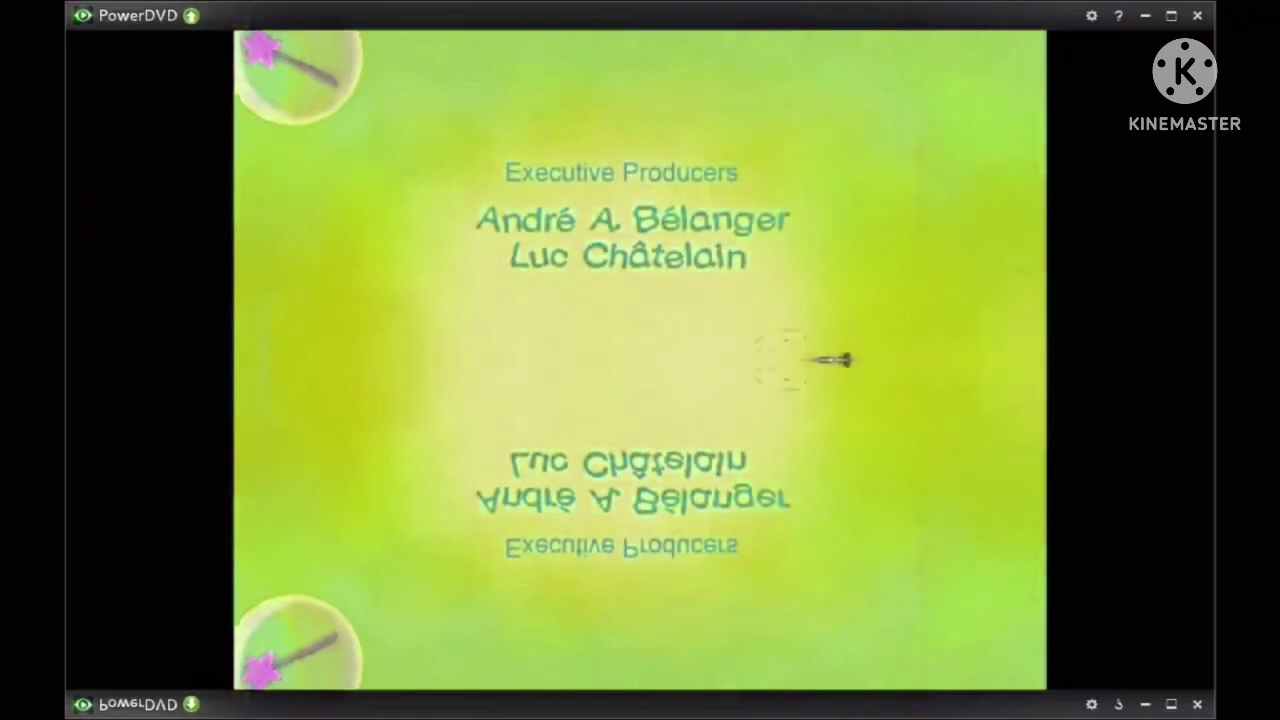 PowerDVD
KINEMASTER
Executive Producers
André A. Bélanger
Luc Châtelain
Luc Châtelain
André A. Bélanger
Executive Producers
PowerDVD